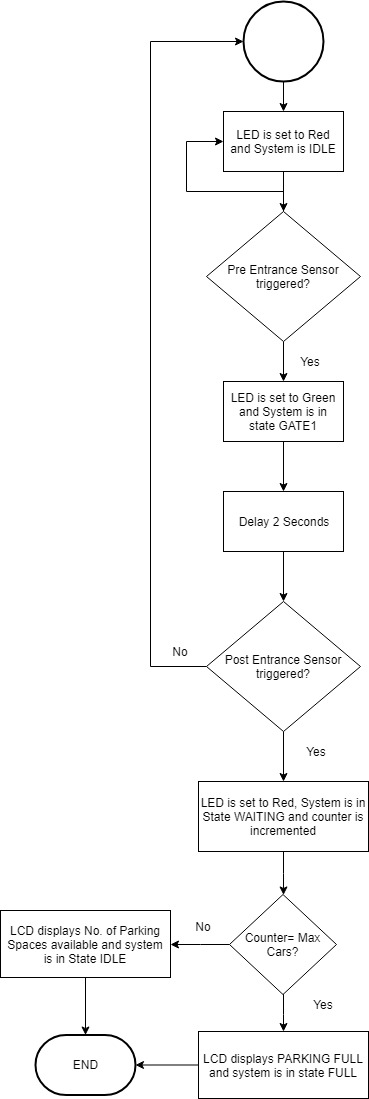 LED is set to Red
and System is IDLE
Pre Entrance Sensor
triggered?
Yes
LED is set to Green
and System is in
state GATE1
Delay 2 Seconds
Post Entrance Sensor
triggered?
No
Yes
LED is set to Red, System is in
State WAITING and counter is
incremented
Counter= Max
Cars?
No
LCD displays No. of Parking
Spaces available and system
is in State IDLE
Yes
LCD displays PARKING FULL
and system is in state FULL
END